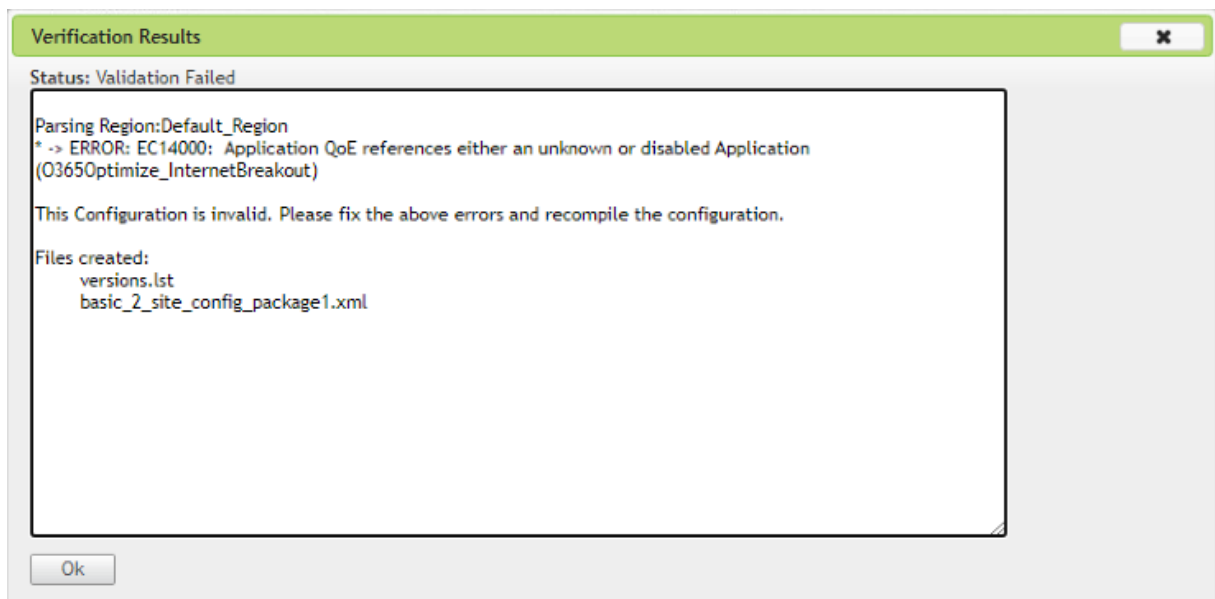 Verification Results
✖
Status: Validation Failed
Parsing Region:Default_Region
* -> ERROR: EC14000:  Application QoE references either an unknown or disabled Application
(O365Optimize_InternetBreakout)
This Configuration is invalid. Please fix the above errors and recompile the configuration.
Files created:
versions.lst
basic_2_site_config_package1.xml
Ok